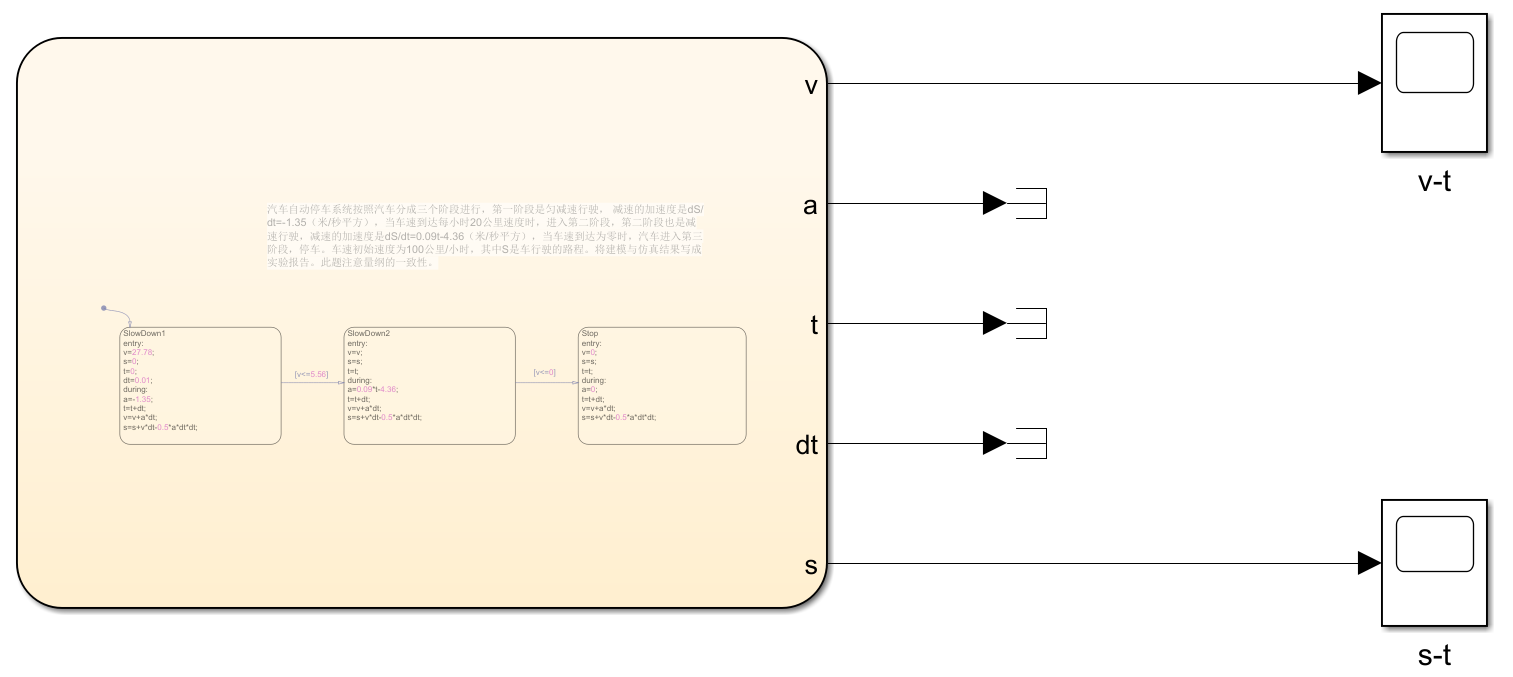 汽车自动停车系统按照汽车分成三个阶段进行，第一阶段是匀减速行驶， 减速的加速度是dS/
dt=-1.35（米/秒平方），当车速到达每小时20公里速度时，进入第二阶段，第二阶段也是减
速行驶，减速的加速度是dS/dt=0.09t-4.36（米/秒平方），当车速到达为零时，汽车进入第三
阶段，停车。车速初始速度为100公里/小时，其中S是车行驶的路程。将建模与仿真结果写成
实验报告。此题注意量纲的一致性。
SlowDown1
entry:
v=27.78;
s=0;
t=0;
dt=0.01;
during:
a=-1.35;
t=t+dt;
v=v+a*dt;
s=s+v*dt-0.5*a*dt*dt;
[v<=5.56]
SlowDown2
entry:
v=v;
s=s;
t=t;
during:
a=0.09*t-4.36;
t=t+dt;
v=v+a*dt;
s=s+v*dt-0.5*a*dt*dt;
[v<=0]
Stop
entry:
v=0;
s=s;
t=t;
during:
a=0;
t=t+dt;
v=v+a*dt;
s=s+v*dt-0.5*a*dt*dt;
v
a
t
dt
s
v-t
s-t